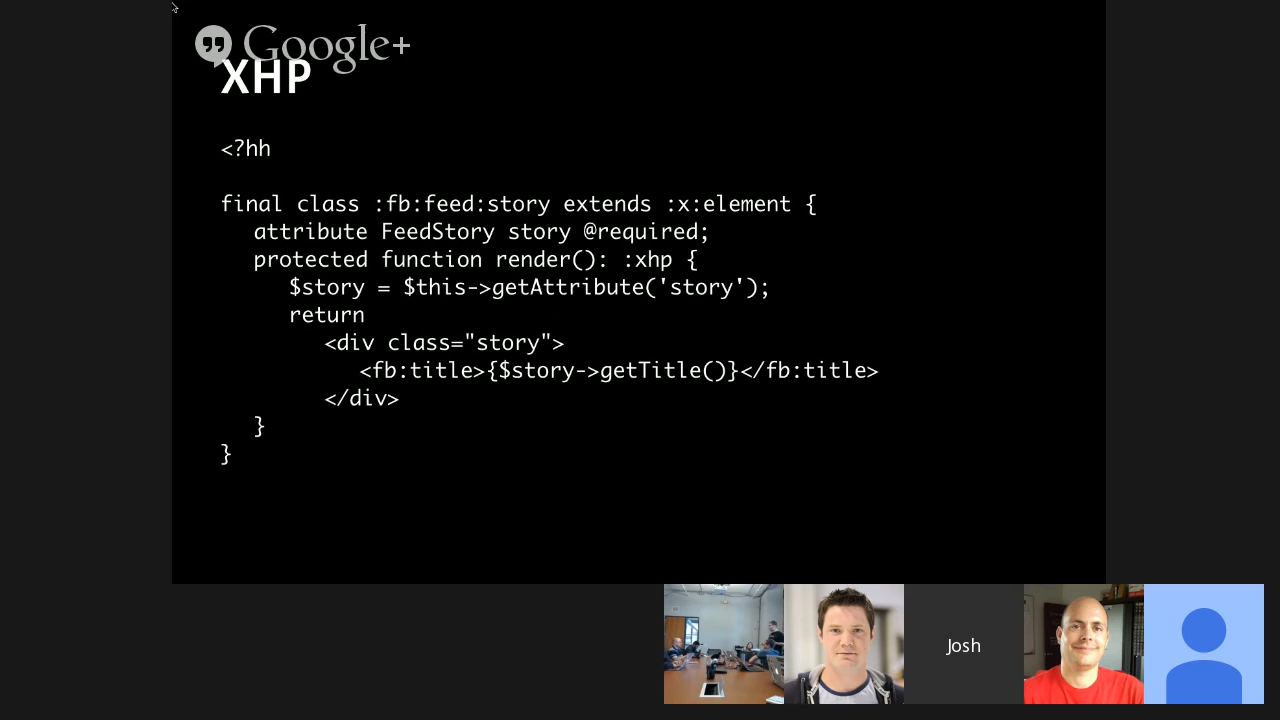 Google+
XHP
<?hh
final class :fb:feed:story extends :x:element {
attribute FeedStory story @required;
protected function render(): :xhp {
$story = $this->getAttribute('story');
return
<div class="story">
<fb:title>{$story->getTitle()}</fb:title>
</div>
}
}
Josh